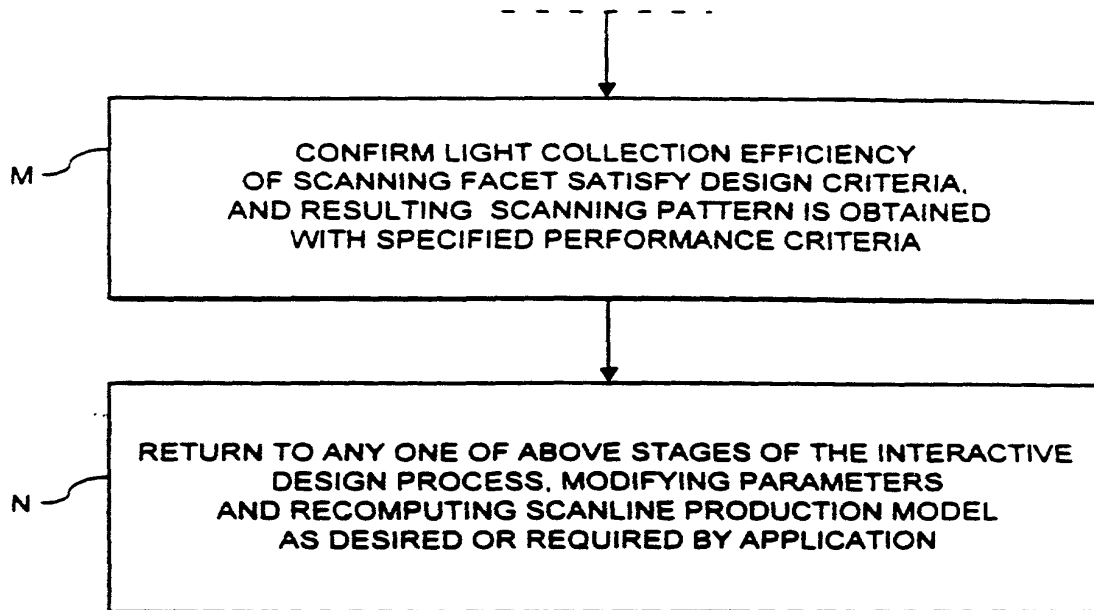 M
CONFIRM LIGHT COLLECTION EFFICIENCY
OF SCANNING FACET SATISFY DESIGN CRITERIA,
AND RESULTING SCANNING PATTERN IS OBTAINED
WITH SPECIFIED PERFORMANCE CRITERIA
N
RETURN TO ANY ONE OF ABOVE STAGES OF THE INTERACTIVE
DESIGN PROCESS, MODIFYING PARAMETERS
AND RECOMPUTING SCANLINE PRODUCTION MODEL
AS DESIRED OR REQUIRED BY APPLICATION